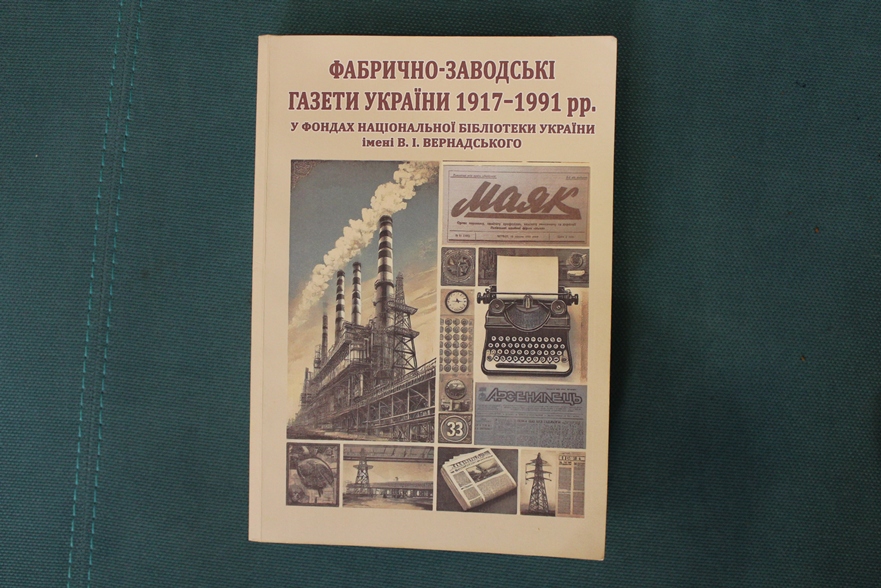 ФАБРИЧНО-ЗАВОДСЬКІ
ГАЗЕТИ УКРАЇНИ 1917–1991 рр.
У ФОНДАХ НАЦІОНАЛЬНОЇ БІБЛІОТЕКИ УКРАЇНИ
імені В. І. ВЕРНАДСЬКОГО
Маяк
АРСЕНАЛЕЦЬ
33